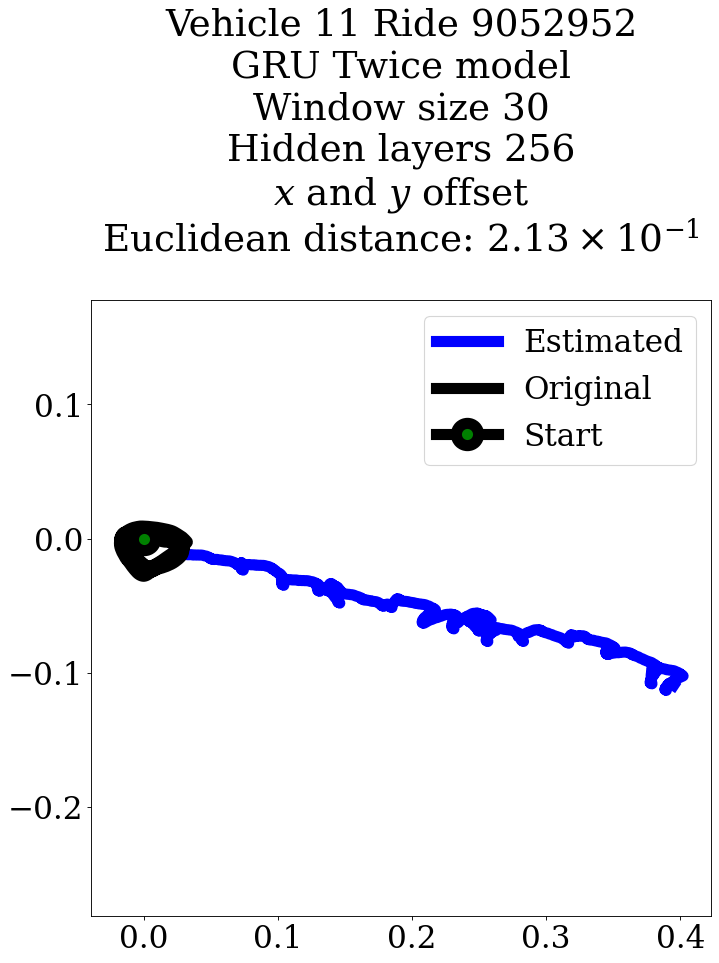 Vehicle 11 Ride 9052952
GRU Twice model
Window size 30
Hidden layers 256
x and y offset
Euclidean distance: 2.13 × 10⁻¹
Estimated
Original
Start
0.1
0.0
−0.1
−0.2
0.0 0.1 0.2 0.3 0.4